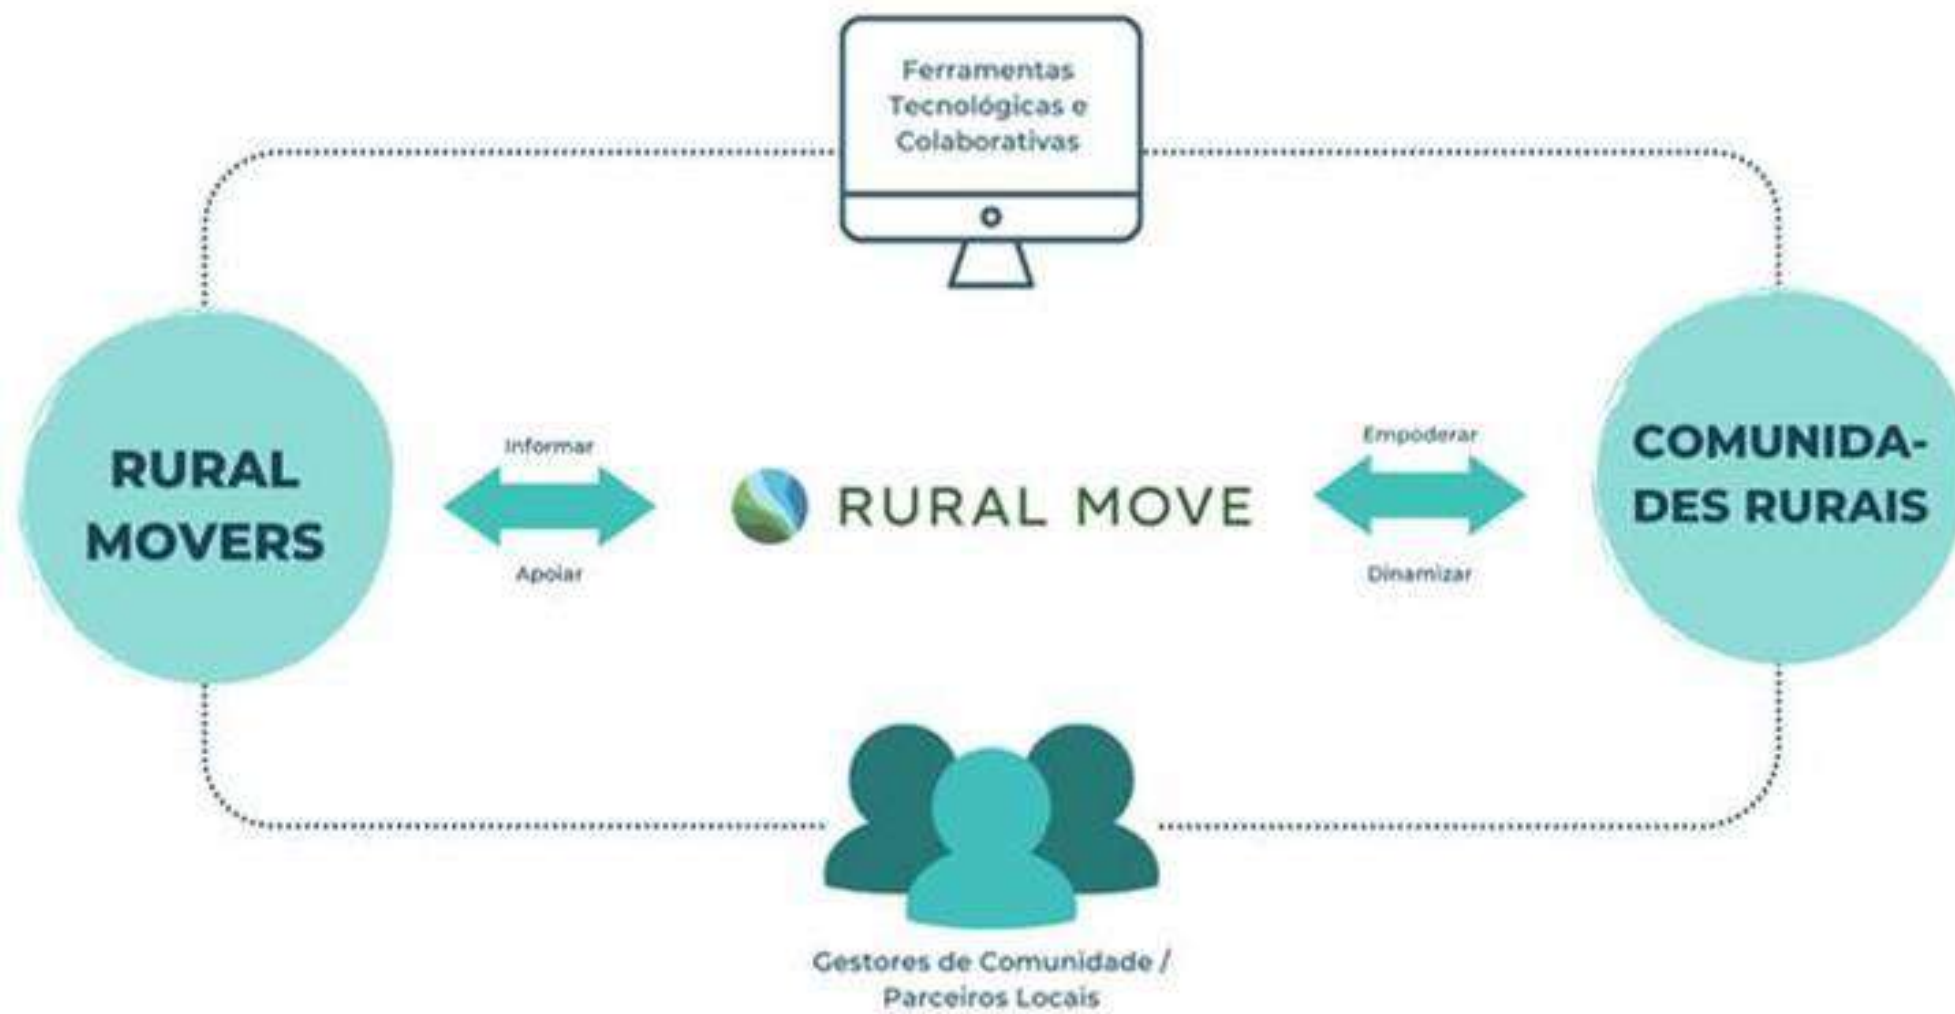 Ferramentas
Tecnológicas e
Colaborativas
RURAL
MOVERS
Informar
Apoiar
RURAL MOVE
Empoderar
Dinamizar
COMUNIDA-
DES RURAIS
Gestores de Comunidade /
Parceiros Locais